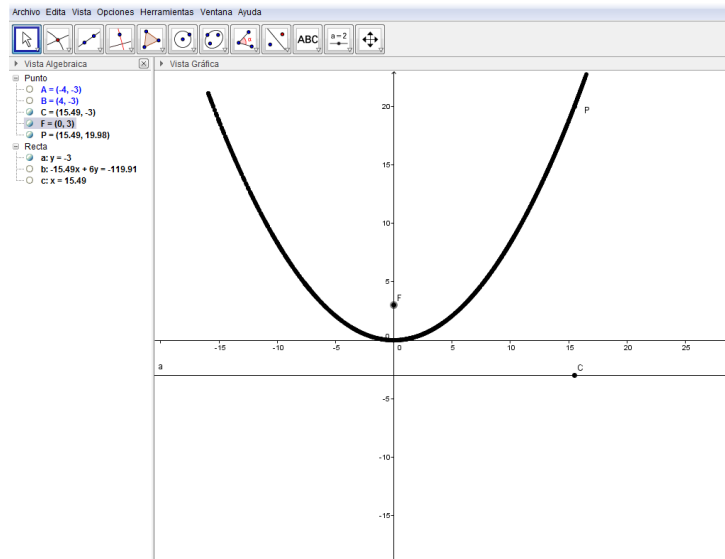 Archivo Edita Vista Opciones Herramientas Ventana Ayuda
ABC
a=2
Vista Algebraica
Vista Gráfica
Punto
A = (-4, -3)
B = (4, -3)
C = (15.49, -3)
F = (0, 3)
P = (15.49, 19.98)
Recta
a: y = -3
b: -15.49x + 6y = -119.91
c: x = 15.49
20
P
15
10
5
F
0
-15
-10
-5
0
5
10
15
20
25
a
C
-5
-10
-15